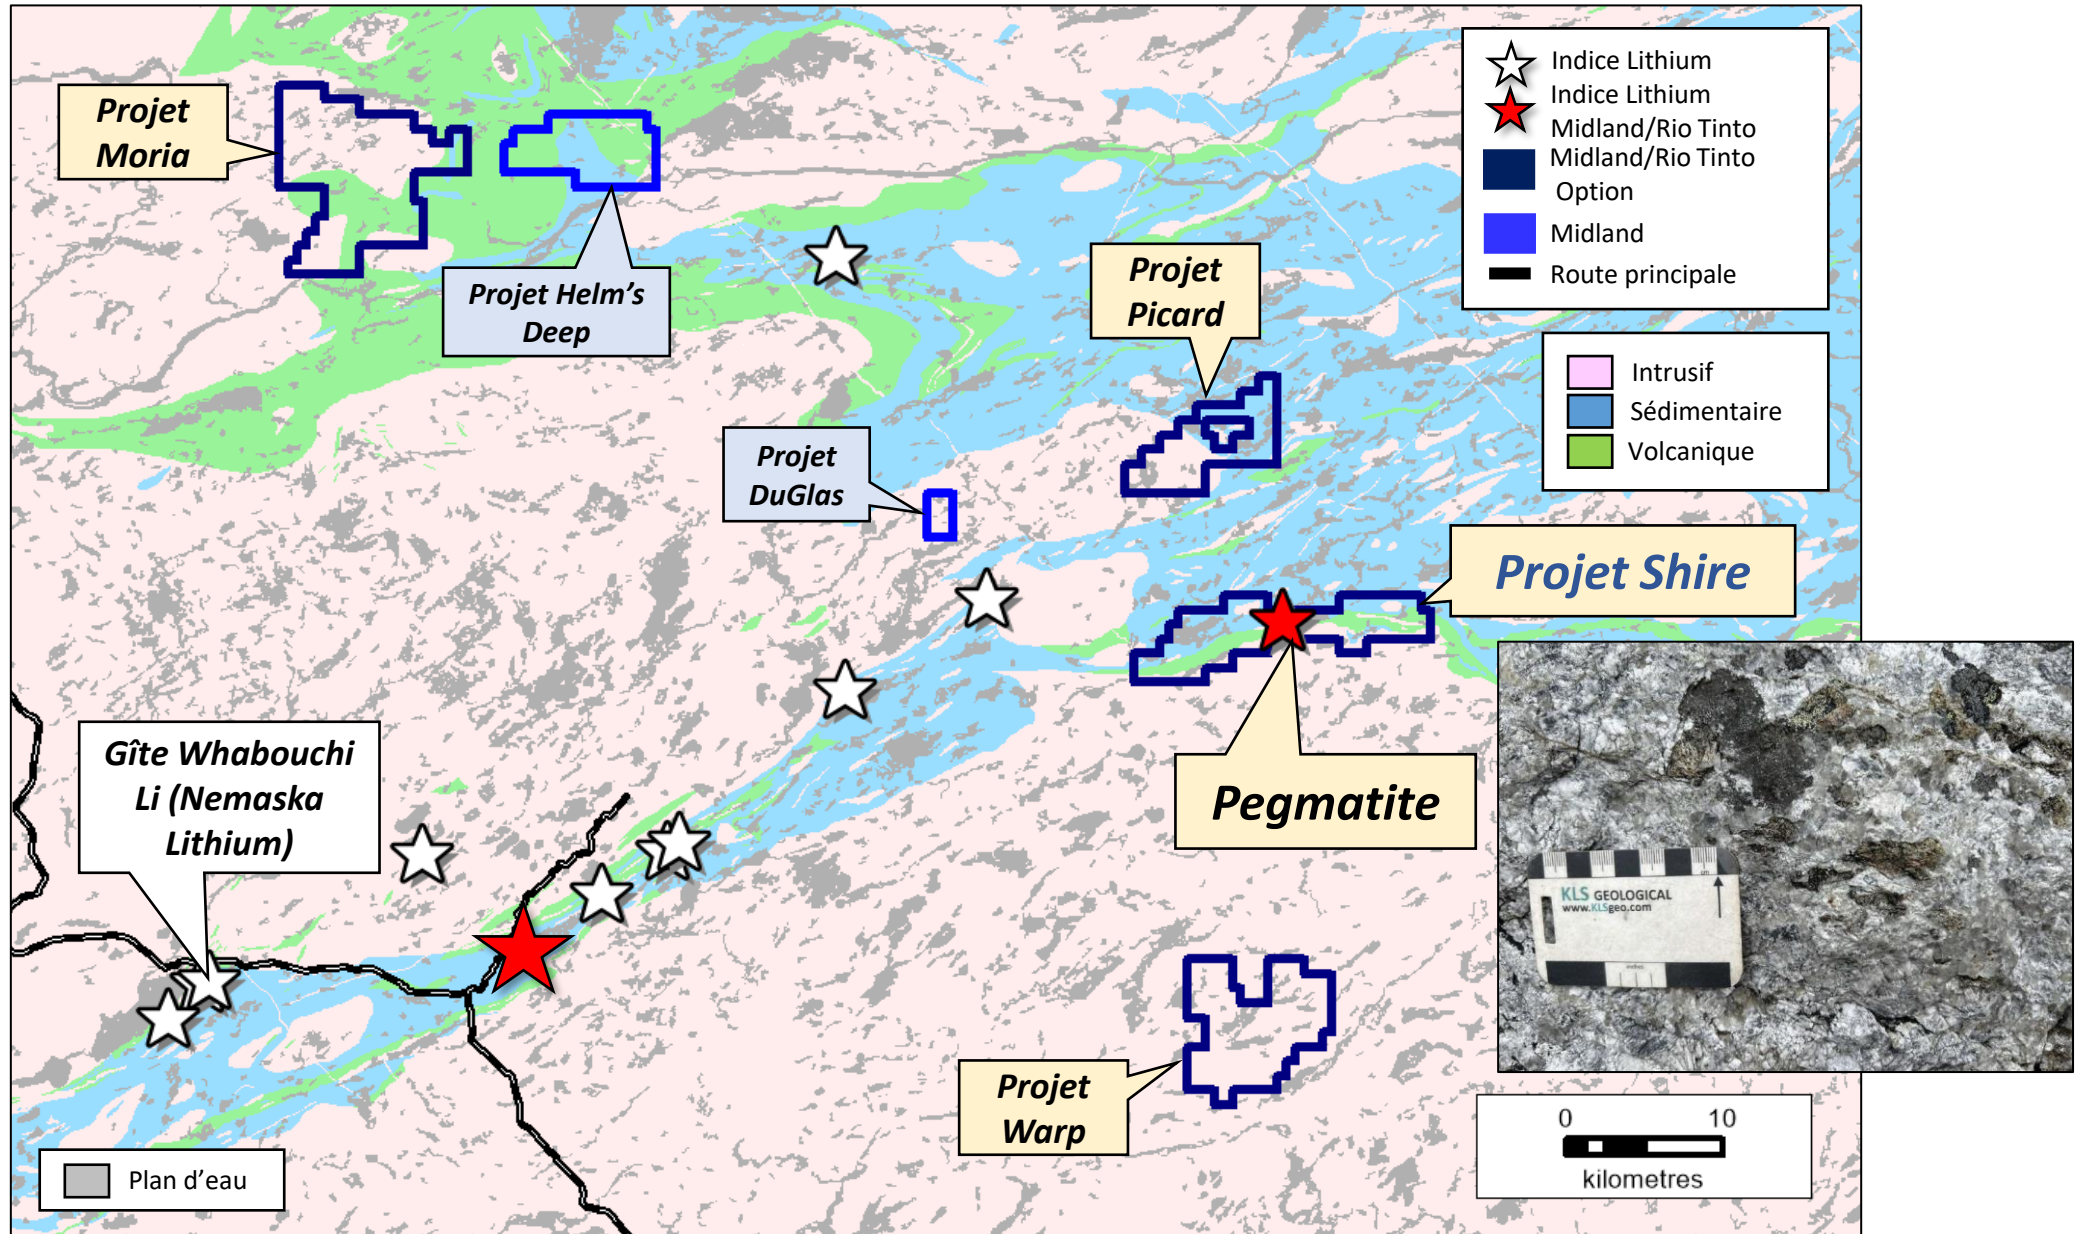 Projet
Moria
Projet Helm's
Deep
Projet
Picard
Indice Lithium
Indice Lithium
Midland/Rio Tinto
Midland/Rio Tinto
Option
Midland
Route principale
Intrusif
Sédimentaire
Volcanique
Projet
DuGlas
Projet Shire
Gîte Whabouchi
Li (Nemaska
Lithium)
Pegmatite
KLS GEOLOGICAL
www.KLSgeo.com
cm
Projet
Warp
0 10
kilometres
Plan d'eau